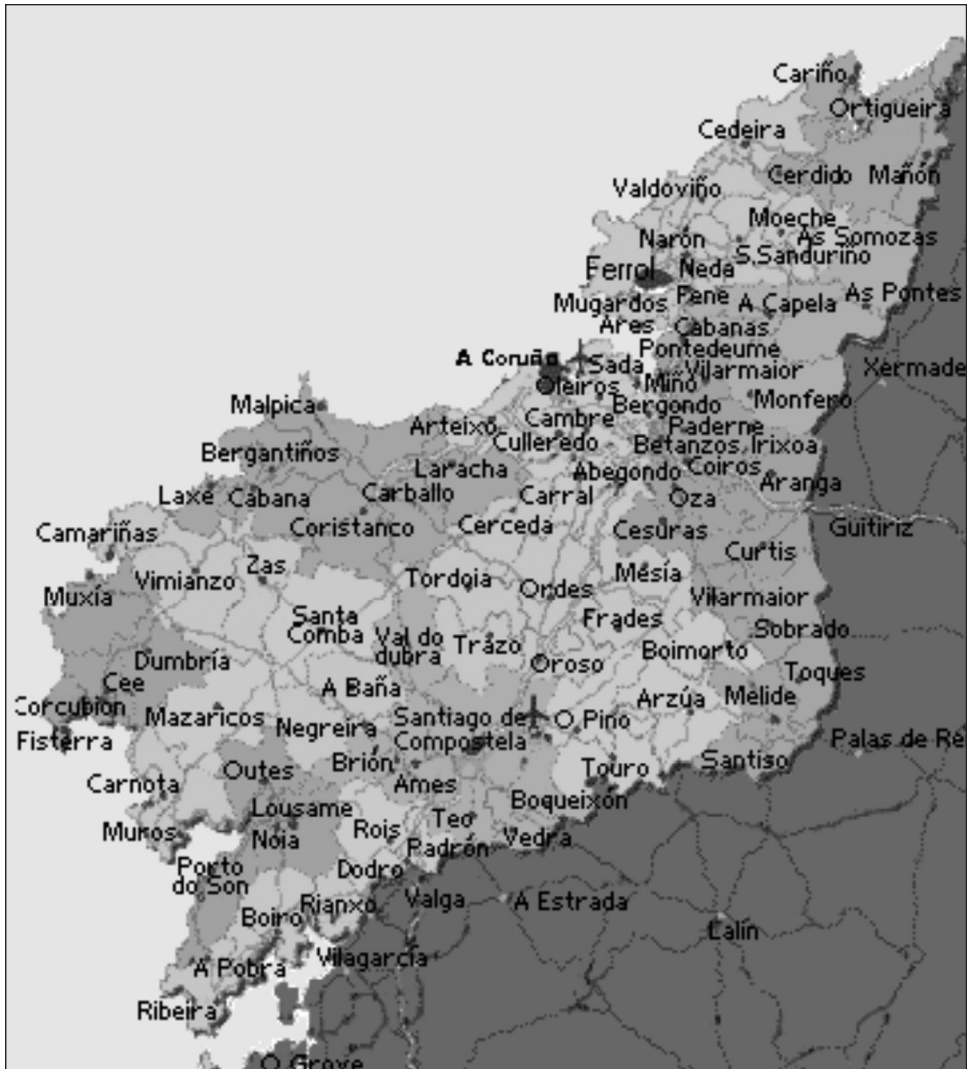 Cariño
Ortigueira
Cedeira
Cerdido
Mañón
Valdoviño
Moeche
Narón
As Somozas
S.Sanduriño
Ferrol
Neda
Mugardos
Fene
A Capela
As Pontes
Ares
Cabanas
A Coruña
Pontedeume
Sada
Vilarmaior
Xermade
Oleiros
Miño
Malpica
Bergondo
Monfero
Arteixo
Cambre
Paderne
Culleredo
Betanzos
Irixoa
Bergantiños
Laracha
Abegondo
Coiros
Aranga
Laxe
Cabana
Carballo
Carral
Oza
Camariñas
Coristanco
Cerceda
Cesuras
Guitiriz
Curtis
Vimianzo
Zas
Tordoia
Ordes
Mesía
Muxía
Vilarmaior
Santa
Comba
Frades
Sobrado
Val do
dubra
Trazo
Boimorto
Dumbría
Oroso
Toques
Cee
A Baña
Arzúa
Melide
Corcubion
Mazaricos
Negreira
Santiago de
Compostela
O Pino
Fisterra
Palas de Re
Brión
Santiso
Carnota
Outes
Ames
Touro
Lousame
Boqueixón
Muros
Noia
Rois
Teo
Vedra
Padrón
Porto
do Son
Dodro
Rianxo
Valga
A Estrada
Boiro
Lalín
A Pobra
Vilagarcía
Ribeira
O Grove